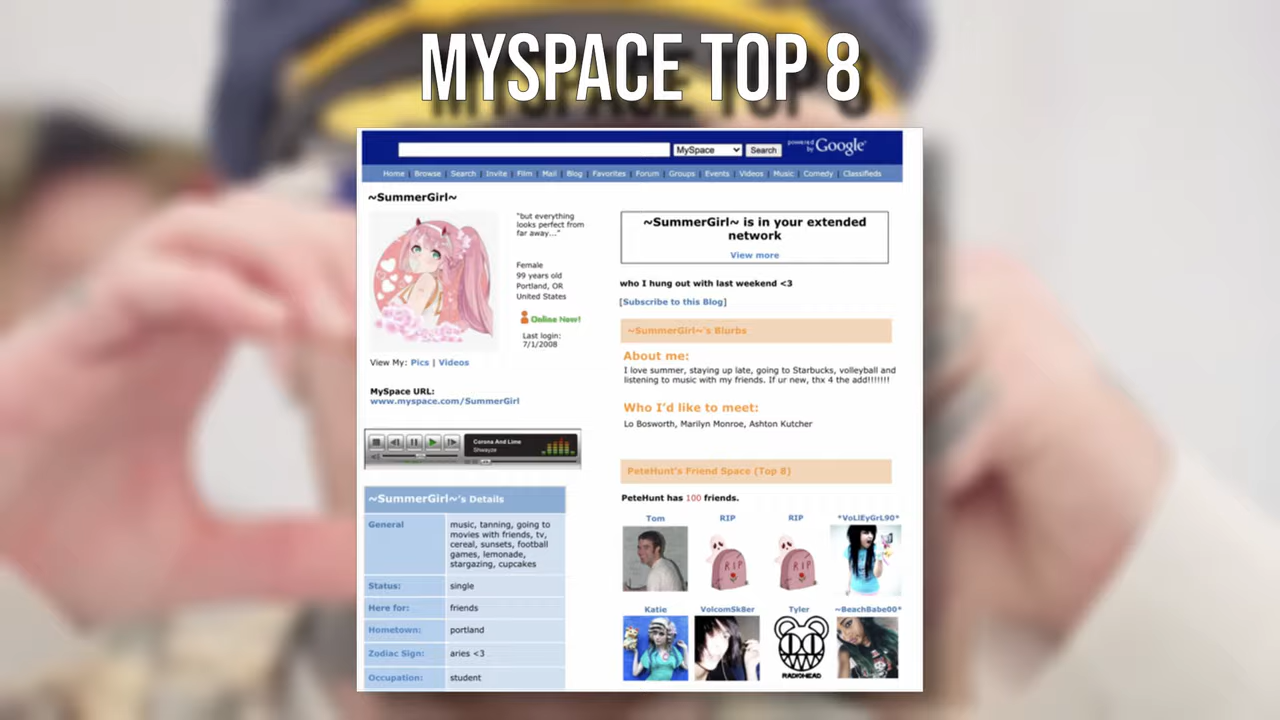 MYSPACE TOP 8
MySpace
Search
powered by Google
Home | Browse | Search | Invite | Film | Mail | Blog | Favorites | Forum | Groups | Events | Videos | Music | Comedy | Classifieds
~SummerGirl~
"but everything
looks perfect from
far away..."
Female
99 years old
Portland, OR
United States
Online Now!
Last login:
7/1/2008
View My: Pics | Videos
MySpace URL:
www.myspace.com/SummerGirl
Corona And Lime
Shwayze
~SummerGirl~'s Details
General
music, tanning, going to
movies with friends, tv,
cereal, sunsets, football
games, lemonade,
stargazing, cupcakes
Status:
single
Here for:
friends
Hometown:
portland
Zodiac Sign:
aries <3
Occupation:
student
~SummerGirl~ is in your extended
network
View more
who I hung out with last weekend <3
[Subscribe to this Blog]
~SummerGirl~'s Blurbs
About me:
I love summer, staying up late, going to Starbucks, volleyball and
listening to music with my friends. If ur new, thx 4 the add!!!!!!!
Who I'd like to meet:
Lo Bosworth, Marilyn Monroe, Ashton Kutcher
PeteHunt's Friend Space (Top 8)
PeteHunt has 100 friends.
Tom
RIP
RIP
*VoLlEyGrL90*
RIP
RIP
Katie
VolcomSk8er
Tyler
~BeachBabe00*
RADIOHEAD